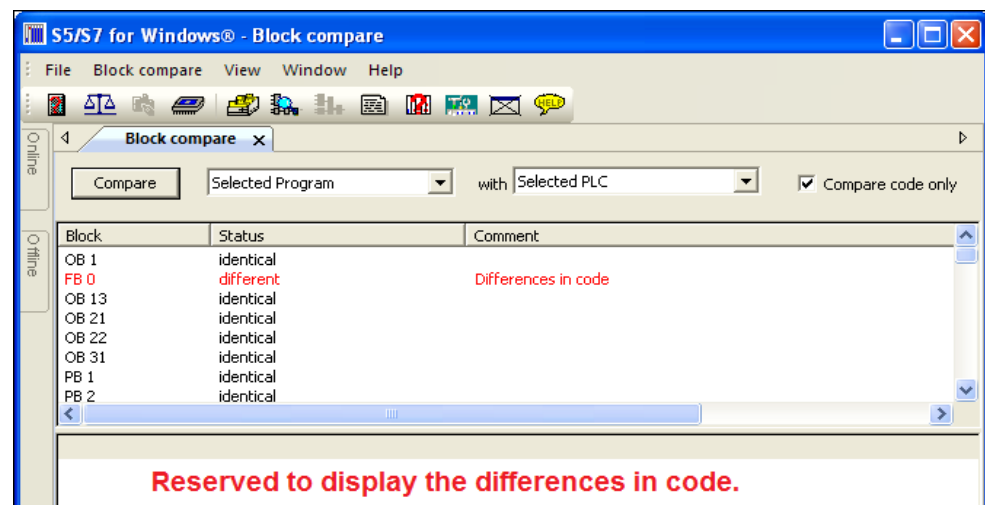 S5/S7 for Windows® - Block compare
File Block compare View Window Help
HELP
Online
Block compare x
Compare Selected Program with Selected PLC Compare code only
Offline
Block Status Comment
OB 1 identical
FB 0 different Differences in code
OB 13 identical
OB 21 identical
OB 22 identical
OB 31 identical
PB 1 identical
PB 2 identical
Reserved to display the differences in code.